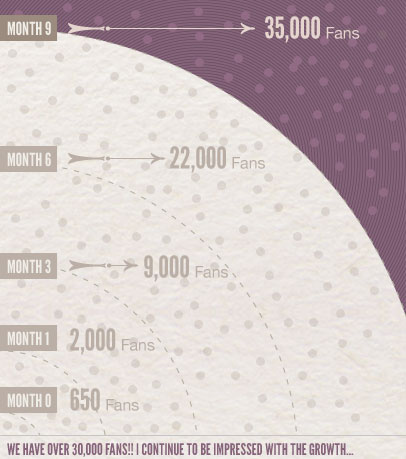 MONTH 9 35,000 Fans
MONTH 6 22,000 Fans
MONTH 3 9,000 Fans
MONTH 1 2,000 Fans
MONTH 0 650 Fans
WE HAVE OVER 30,000 FANS!! I CONTINUE TO BE IMPRESSED WITH THE GROWTH...